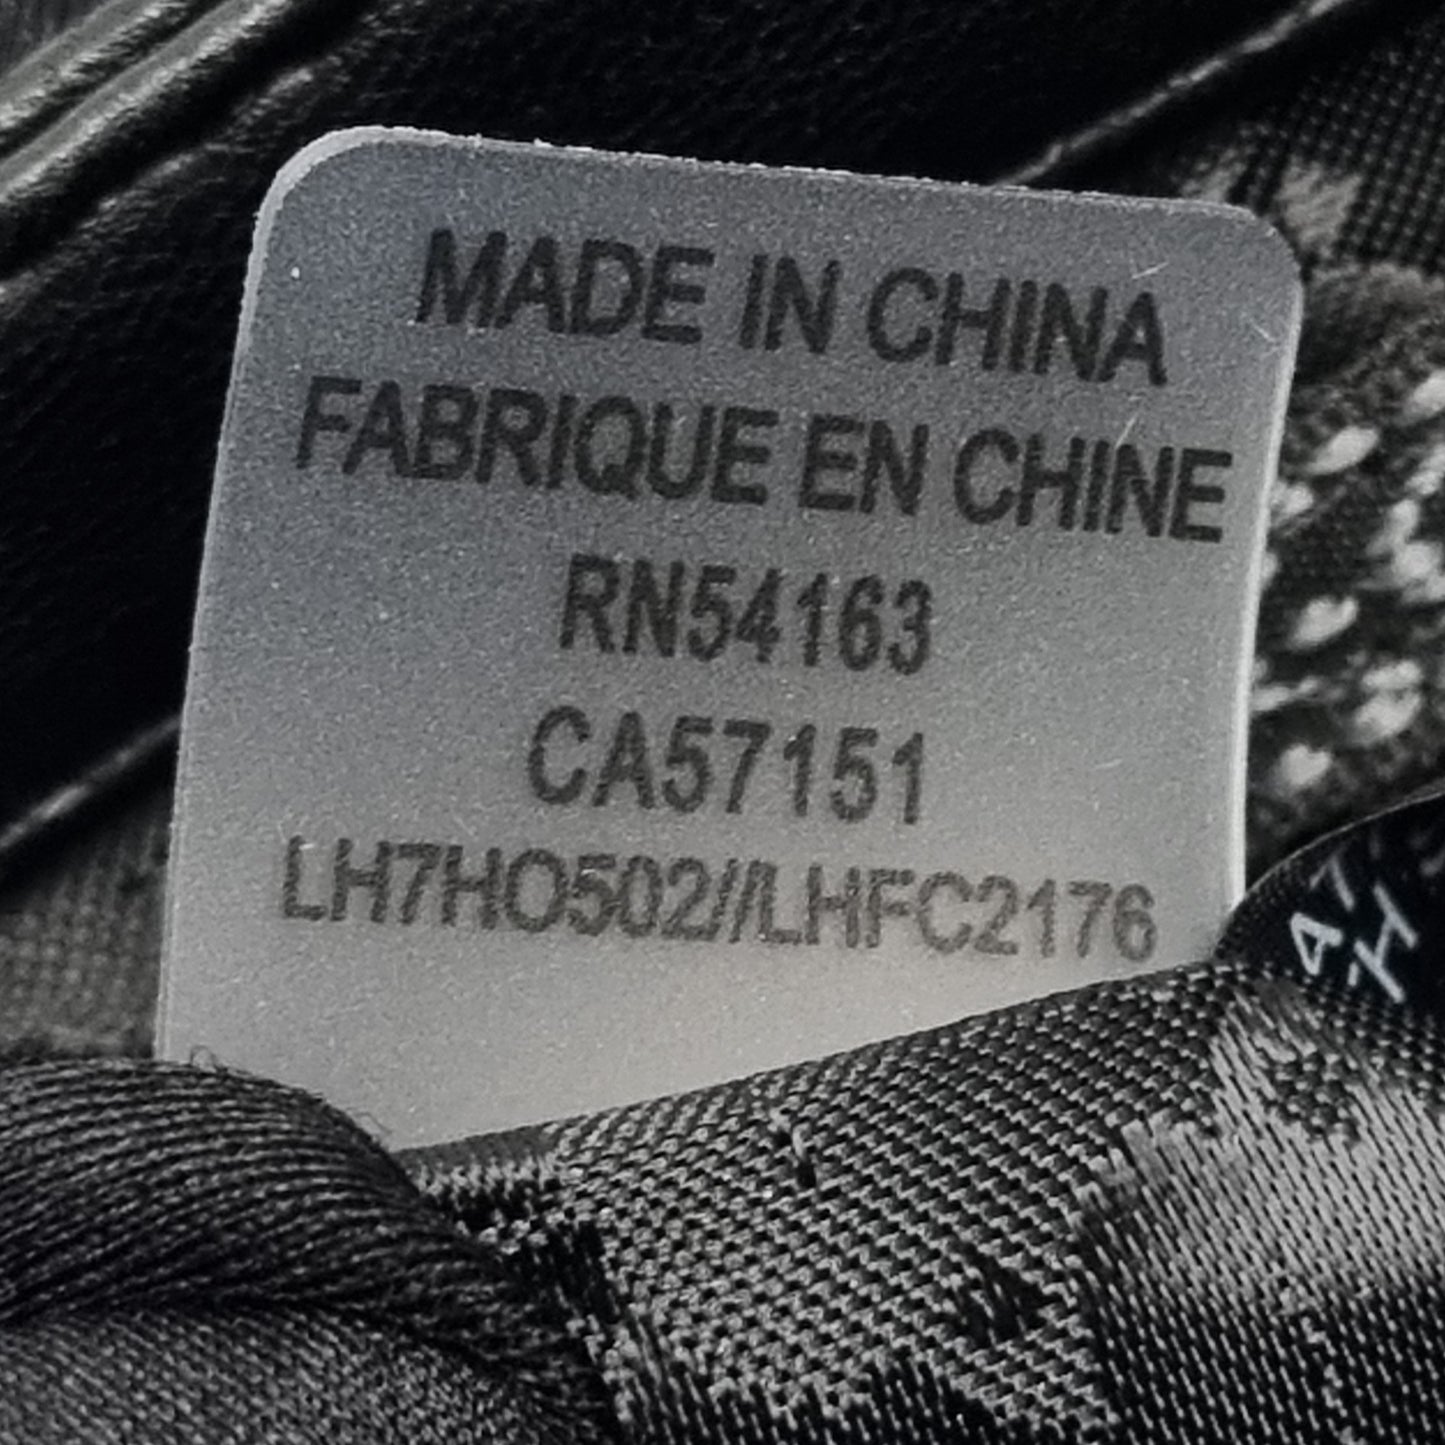 MADE IN CHINA
FABRIQUE EN CHINE
RN54163
CA57151
LH7HO502//LHFC2176